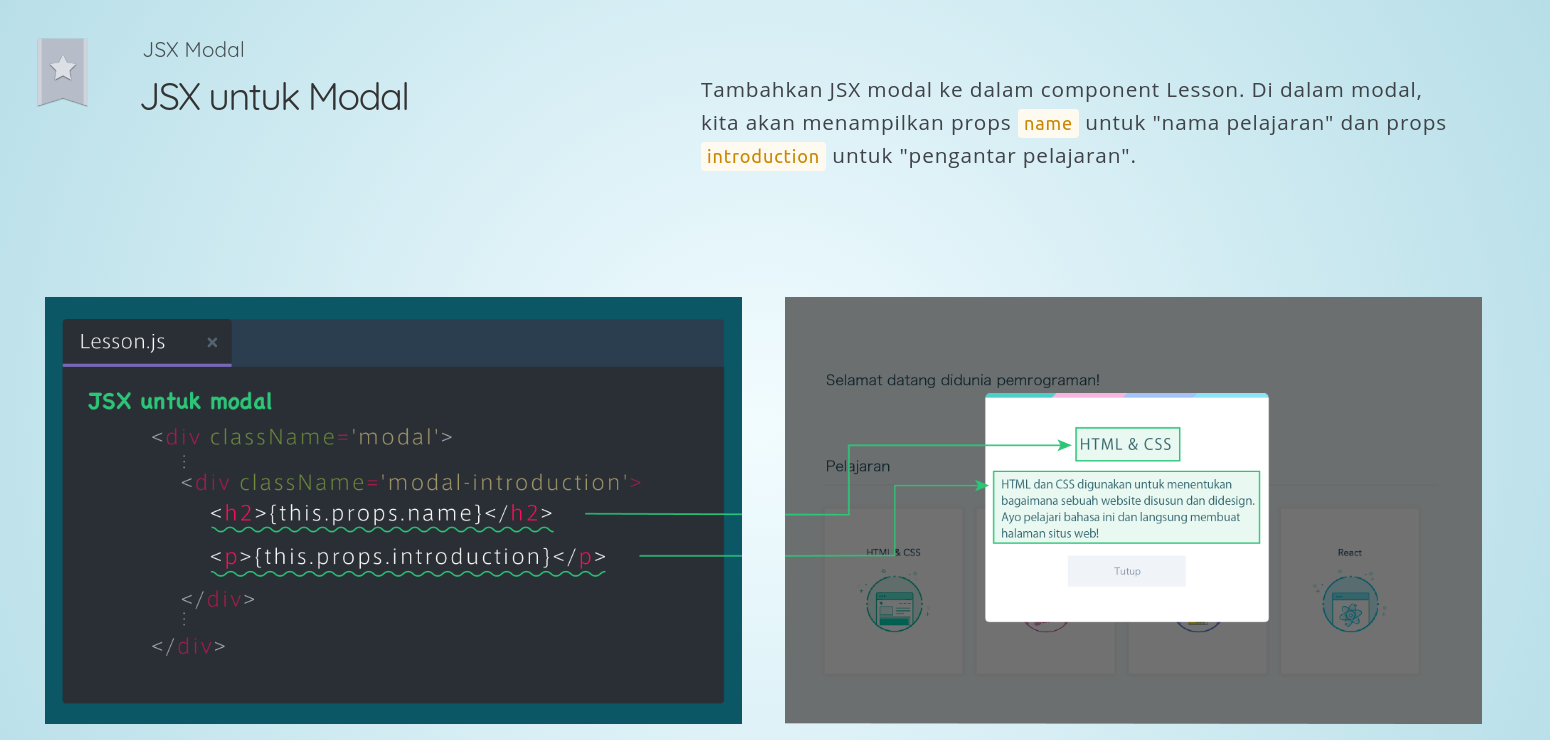 JSX Modal
JSX untuk Modal
Tambahkan JSX modal ke dalam component Lesson. Di dalam modal,
kita akan menampilkan props name untuk "nama pelajaran" dan props
introduction untuk "pengantar pelajaran".
Lesson.js ×
JSX untuk modal
<div className='modal'>
⋮
<div className='modal-introduction'>
<h2>{this.props.name}</h2>
<p>{this.props.introduction}</p>
</div>
⋮
</div>
Selamat datang didunia pemrograman!
Pelajaran
HTML & CSS
HTML dan CSS digunakan untuk menentukan
bagaimana sebuah website disusun dan didesign.
Ayo pelajari bahasa ini dan langsung membuat
halaman situs web!
Tutup
HTML & CSS
React